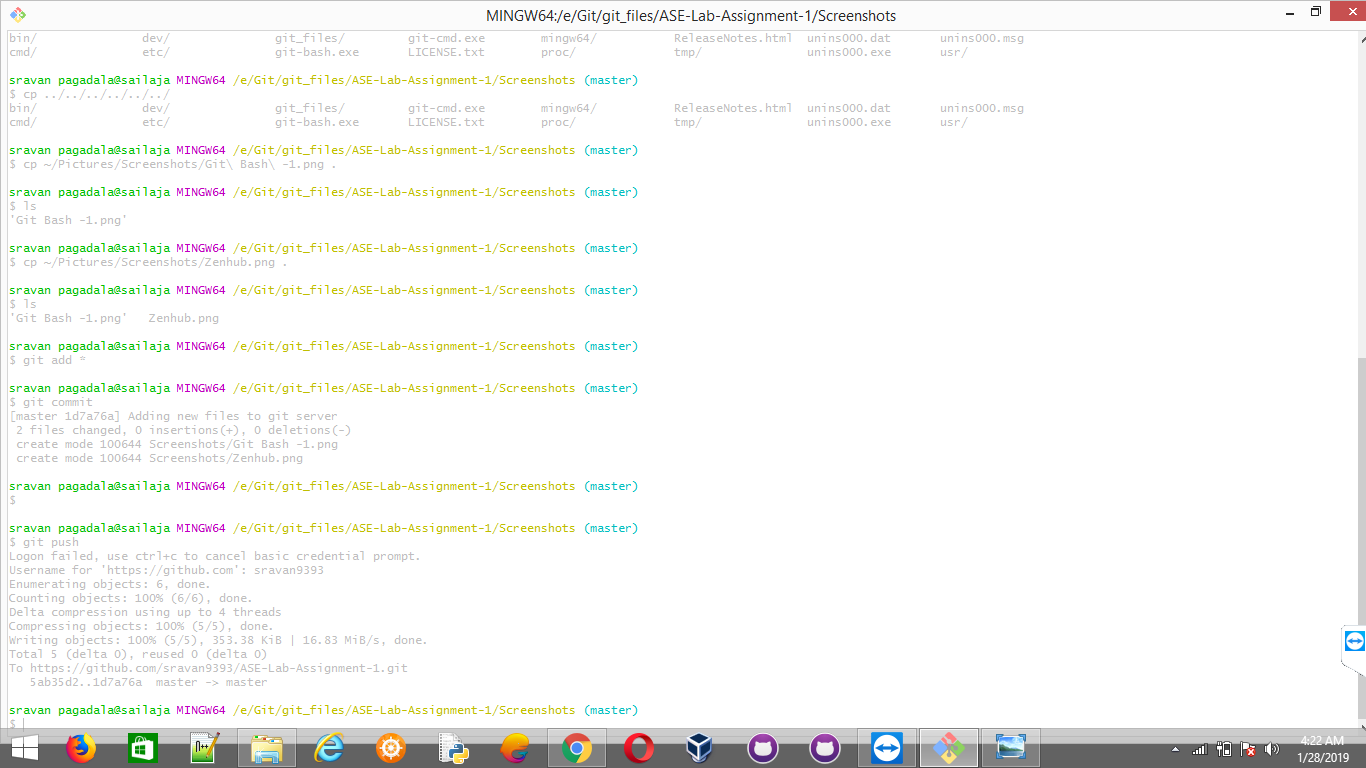 MINGW64:/e/Git/git_files/ASE-Lab-Assignment-1/Screenshots
bin/ dev/ git_files/ git-cmd.exe mingw64/ ReleaseNotes.html unins000.dat unins000.msg
cmd/ etc/ git-bash.exe LICENSE.txt proc/ tmp/ unins000.exe usr/
sravan pagadala@sailaja MINGW64 /e/Git/git_files/ASE-Lab-Assignment-1/Screenshots (master)
$ cp ../../../../../../
bin/ dev/ git_files/ git-cmd.exe mingw64/ ReleaseNotes.html unins000.dat unins000.msg
cmd/ etc/ git-bash.exe LICENSE.txt proc/ tmp/ unins000.exe usr/
sravan pagadala@sailaja MINGW64 /e/Git/git_files/ASE-Lab-Assignment-1/Screenshots (master)
$ cp ~/Pictures/Screenshots/Git\ Bash\ -1.png .
sravan pagadala@sailaja MINGW64 /e/Git/git_files/ASE-Lab-Assignment-1/Screenshots (master)
$ ls
'Git Bash -1.png'
sravan pagadala@sailaja MINGW64 /e/Git/git_files/ASE-Lab-Assignment-1/Screenshots (master)
$ cp ~/Pictures/Screenshots/Zenhub.png .
sravan pagadala@sailaja MINGW64 /e/Git/git_files/ASE-Lab-Assignment-1/Screenshots (master)
$ ls
'Git Bash -1.png' Zenhub.png
sravan pagadala@sailaja MINGW64 /e/Git/git_files/ASE-Lab-Assignment-1/Screenshots (master)
$ git add *
sravan pagadala@sailaja MINGW64 /e/Git/git_files/ASE-Lab-Assignment-1/Screenshots (master)
$ git commit
[master 1d7a76a] Adding new files to git server
2 files changed, 0 insertions(+), 0 deletions(-)
create mode 100644 Screenshots/Git Bash -1.png
create mode 100644 Screenshots/Zenhub.png
sravan pagadala@sailaja MINGW64 /e/Git/git_files/ASE-Lab-Assignment-1/Screenshots (master)
$
sravan pagadala@sailaja MINGW64 /e/Git/git_files/ASE-Lab-Assignment-1/Screenshots (master)
$ git push
Logon failed, use ctrl+c to cancel basic credential prompt.
Username for 'https://github.com': sravan9393
Enumerating objects: 6, done.
Counting objects: 100% (6/6), done.
Delta compression using up to 4 threads
Compressing objects: 100% (5/5), done.
Writing objects: 100% (5/5), 353.38 KiB | 16.83 MiB/s, done.
Total 5 (delta 0), reused 0 (delta 0)
To https://github.com/sravan9393/ASE-Lab-Assignment-1.git
5ab35d2..1d7a76a master -> master
sravan pagadala@sailaja MINGW64 /e/Git/git_files/ASE-Lab-Assignment-1/Screenshots (master)
$
4:22 AM
1/28/2019